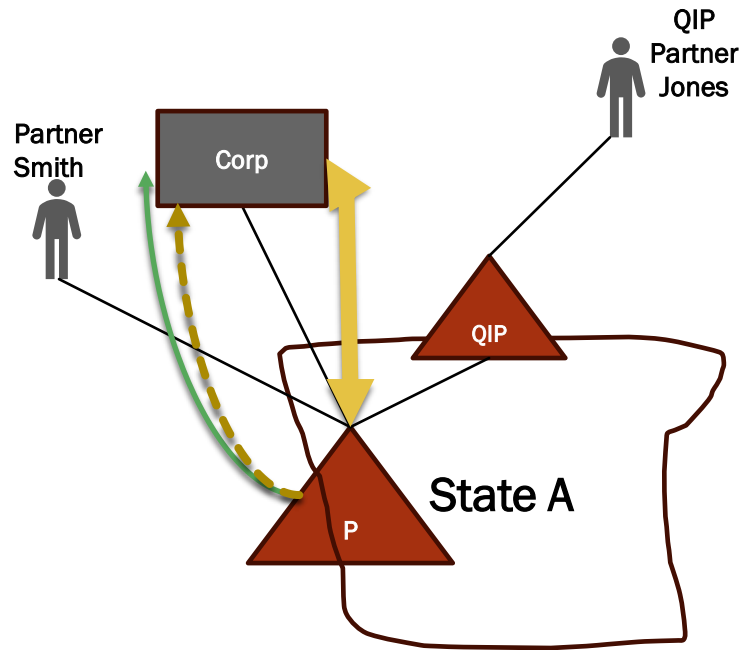 QIP
Partner
Jones
Partner
Smith
Corp
QIP
State A
P